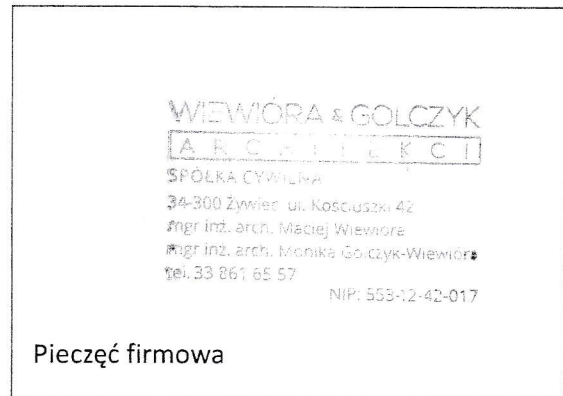 WIEWIÓRA & GOLCZYK
ARCHITEKCI
SPÓŁKA CYWILNA
34-300 Żywiec ul. Kościuszki 42
mgr inż. arch. Maciej Wiewióra
mgr inż. arch. Monika Golczyk-Wiewióra
tel. 33 861 65 57
NIP: 553-12-42-017
Pieczęć firmowa